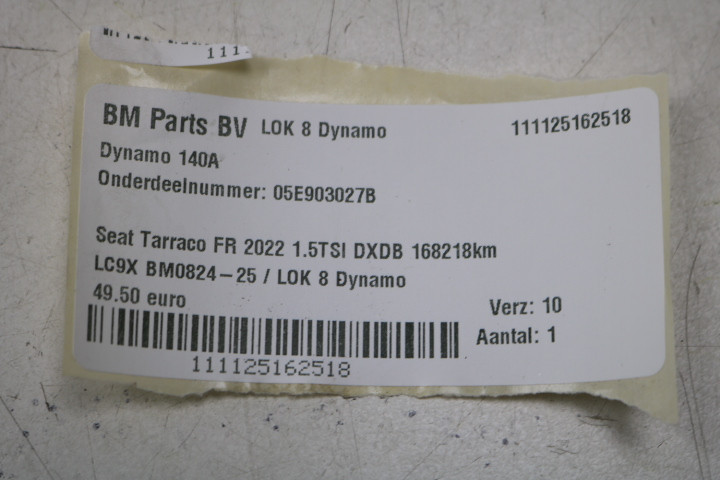 111
BM Parts BV LOK 8 Dynamo 111125162518
Dynamo 140A
Onderdeelnummer: 05E903027B
Seat Tarraco FR 2022 1.5TSI DXDB 168218km
LC9X BM0824-25 / LOK 8 Dynamo
49.50 euro Verz: 10
Aantal: 1
111125162518